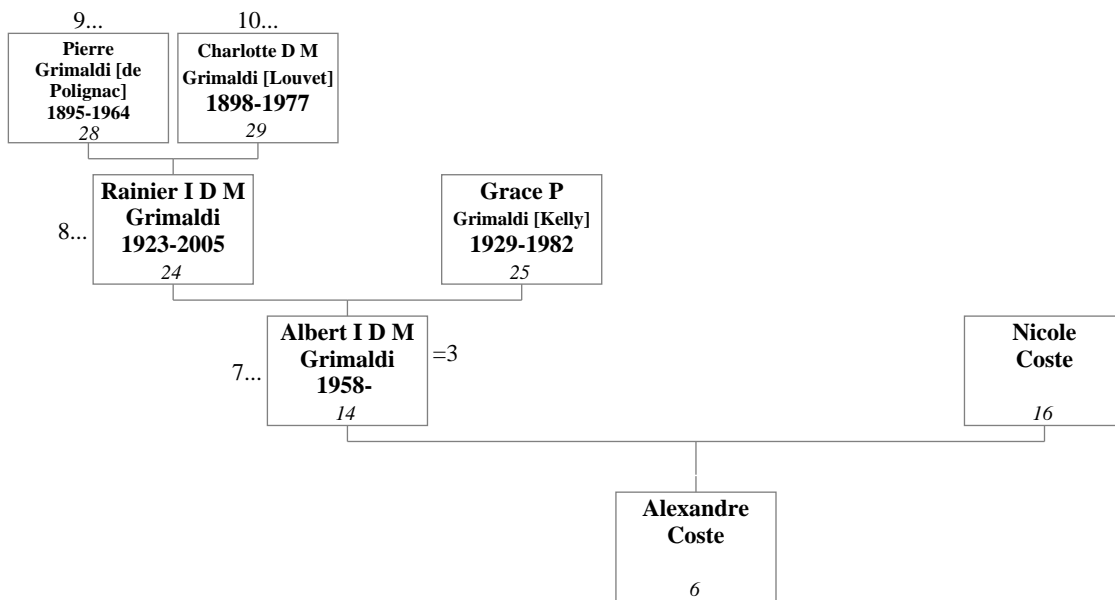 9...
10...
Pierre
Grimaldi [de
Polignac]
1895-1964
28
Charlotte D M
Grimaldi [Louvet]
1898-1977
29
8...
Rainier I D M
Grimaldi
1923-2005
24
Grace P
Grimaldi [Kelly]
1929-1982
25
7...
Albert I D M
Grimaldi
1958-
14
=3
Nicole
Coste
16
Alexandre
Coste
6